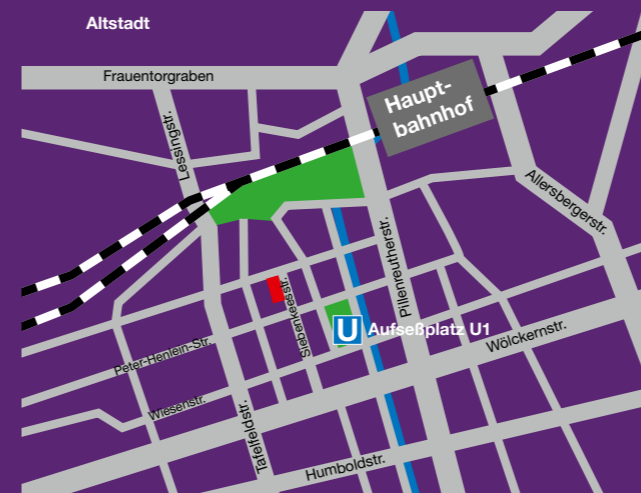 Altstadt
Frauentorgraben
Haupt-
bahnhof
Lessingstr.
Allersbergerstr.
Pillenreutherstr.
Siebenkeesstr.
U Aufseßplatz U1
Wölckernstr.
Peter-Henlein-Str.
Wiesenstr.
Tafelfeldstr.
Humboldtstr.